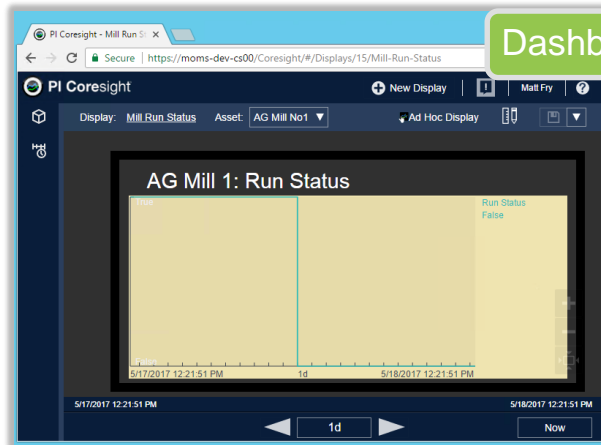 PI Coresight - Mill Run S
Dashb
Secure | https://moms-dev-cs00/Coresight/#/Displays/15/Mill-Run-Status
PI Coresight
New Display
Matt Fry
Display: Mill Run Status Asset: AG Mill No1
Ad Hoc Display
AG Mill 1: Run Status
True
Run Status
False
False
5/17/2017 12:21:51 PM 1d 5/18/2017 12:21:51 PM
5/17/2017 12:21:51 PM 5/18/2017 12:21:51 PM
1d
Now